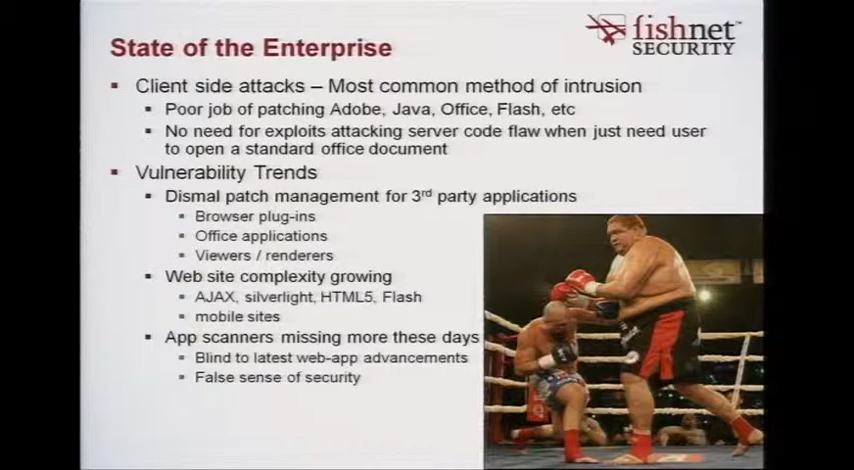 State of the Enterprise
fishnet™
SECURITY
Client side attacks – Most common method of intrusion
Poor job of patching Adobe, Java, Office, Flash, etc
No need for exploits attacking server code flaw when just need user
to open a standard office document
Vulnerability Trends
Dismal patch management for 3rd party applications
Browser plug-ins
Office applications
Viewers / renderers
Web site complexity growing
AJAX, silverlight, HTML5, Flash
mobile sites
App scanners missing more these days
Blind to latest web-app advancements
False sense of security